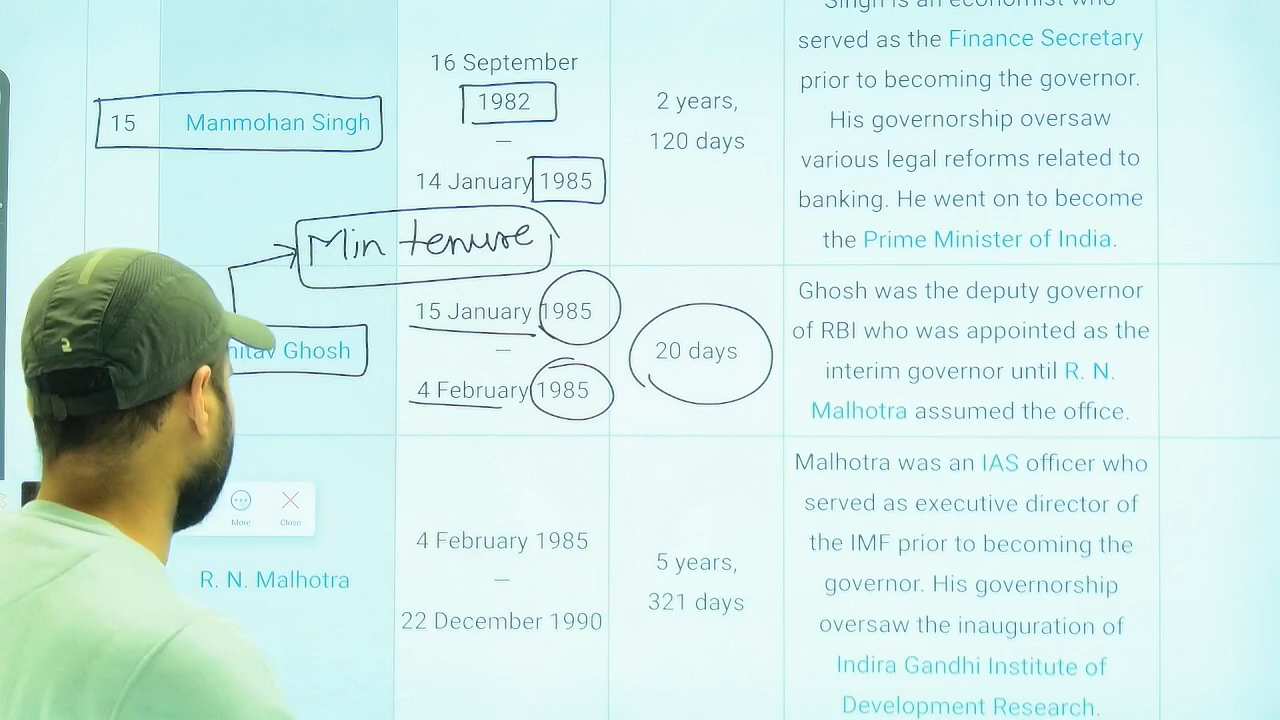 15 Manmohan Singh
16 September
1982
—
14 January 1985
2 years,
120 days
served as the Finance Secretary
prior to becoming the governor.
His governorship oversaw
various legal reforms related to
banking. He went on to become
the Prime Minister of India.
Min tenure
Ghosh
15 January 1985
—
4 February 1985
20 days
Ghosh was the deputy governor
of RBI who was appointed as the
interim governor until R. N.
Malhotra assumed the office.
More Close
R. N. Malhotra
4 February 1985
—
22 December 1990
5 years,
321 days
Malhotra was an IAS officer who
served as executive director of
the IMF prior to becoming the
governor. His governorship
oversaw the inauguration of
Indira Gandhi Institute of
Development Research.